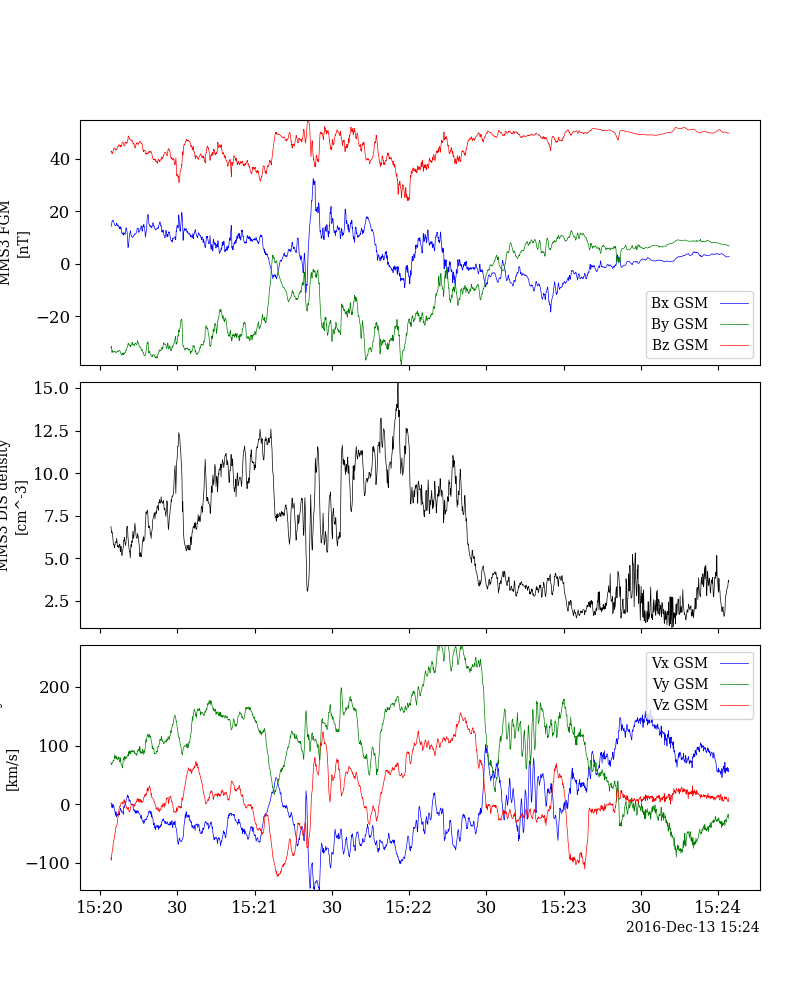 40
20
0
−20
MMS3 FGM
[nT]
Bx GSM
By GSM
Bz GSM
15.0
12.5
10.0
7.5
5.0
2.5
MMS3 DIS density
[cm^-3]
200
100
0
−100
[km/s]
Vx GSM
Vy GSM
Vz GSM
15:20 30 15:21 30 15:22 30 15:23 30 15:24
2016-Dec-13 15:24